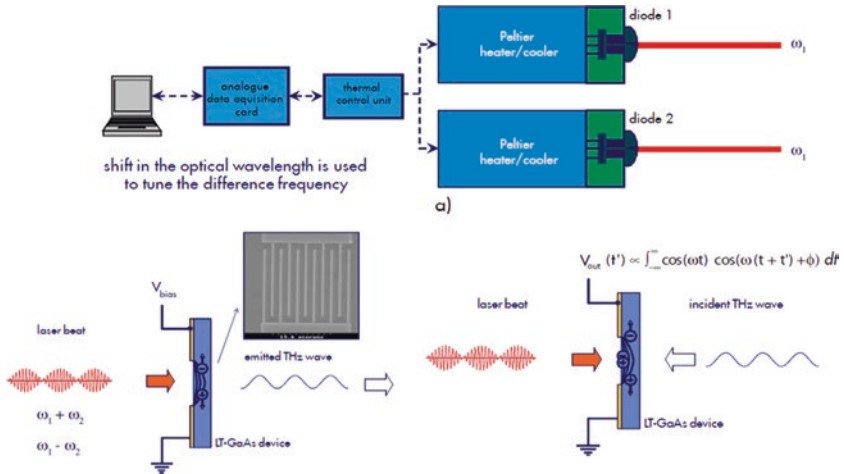 diode 1
Peltier
heater/cooler
ω₁
analogue
data aquisition
card
thermal
control unit
diode 2
Peltier
heater/cooler
ω₁
shift in the optical wavelength is used
to tune the difference frequency
a)
V_bias
laser beat
emitted THz wave
ω₁ + ω₂
ω₁ - ω₂
LT-GaAs device
V_out (t') ∝ ∫_{-∞}^{∞} cos(ωt) cos(ω(t + t') +ϕ) dt
laser beat
incident THz wave
LT-GaAs device